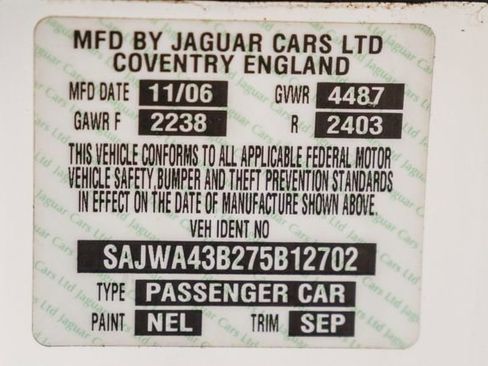 MFD BY JAGUAR CARS LTD
COVENTRY ENGLAND
MFD DATE 11/06 GVWR 4487
GAWR F 2238 R 2403
THIS VEHICLE CONFORMS TO ALL APPLICABLE FEDERAL MOTOR
VEHICLE SAFETY,BUMPER AND THEFT PREVENTION STANDARDS
IN EFFECT ON THE DATE OF MANUFACTURE SHOWN ABOVE.
VEH IDENT NO
SAJWA43B275B12702
TYPE PASSENGER CAR
PAINT NEL TRIM SEP